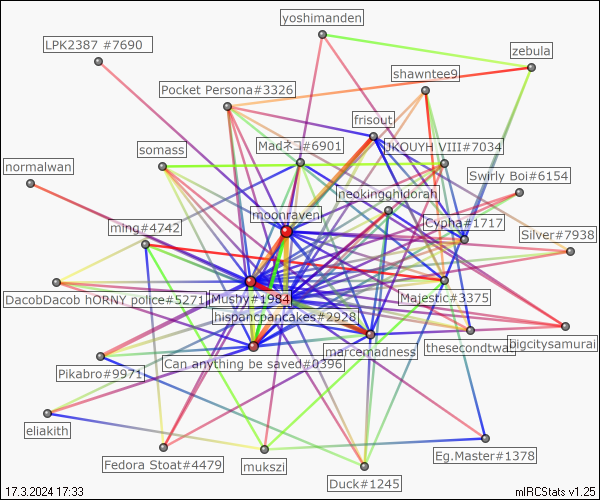 yoshimanden
LPK2387 #7690
zebula
shawntee9
Pocket Persona#3326
frisout
Madネコ#6901
JKOUYH VIII#7034
somass
normalwan
Swirly Boi#6154
neokingghidorah
moonraven
Cypha#1717
ming#4742
Silver#7938
DacobDacob hORNY police#5271
Mushy#1984
Majestic#3375
hispancpancakes#2928
thesecondtwat
bigcitysamurai
marcemadness
Can anything be saved#0396
Pikabro#9971
eliakith
Eg.Master#1378
Fedora Stoat#4479
mukszi
Duck#1245
17.3.2024 17:33
mIRCStats v1.25